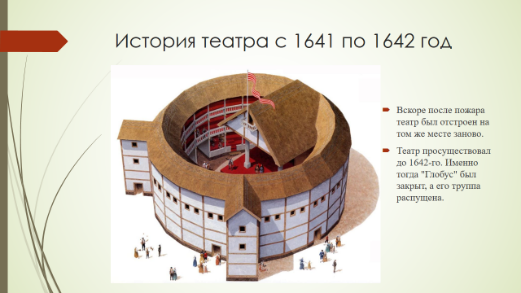 История театра с 1641 по 1642 год
Вскоре после пожара
театр был отстроен на
том же месте заново.
Театр просуществовал
до 1642-го. Именно
тогда "Глобус" был
закрыт, а его труппа
распущена.